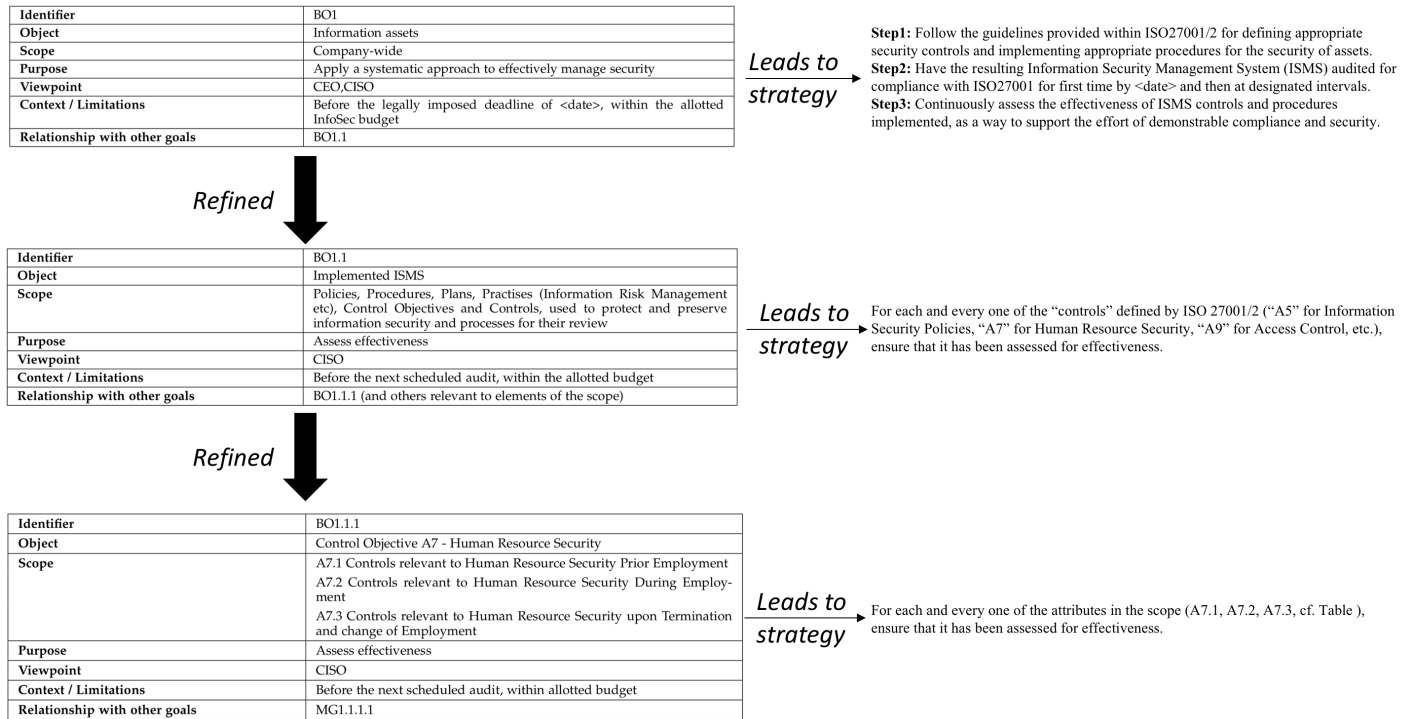 Identifier BO1
Object Information assets
Scope Company-wide
Purpose Apply a systematic approach to effectively manage security
Viewpoint CEO,CISO
Context / Limitations Before the legally imposed deadline of <date>, within the allotted
InfoSec budget
Relationship with other goals BO1.1
Leads to
strategy
Step1: Follow the guidelines provided within ISO27001/2 for defining appropriate
security controls and implementing appropriate procedures for the security of assets.
Step2: Have the resulting Information Security Management System (ISMS) audited for
compliance with ISO27001 for first time by <date> and then at designated intervals.
Step3: Continuously assess the effectiveness of ISMS controls and procedures
implemented, as a way to support the effort of demonstrable compliance and security.
Refined
Identifier BO1.1
Object Implemented ISMS
Scope Policies, Procedures, Plans, Practises (Information Risk Management
etc), Control Objectives and Controls, used to protect and preserve
information security and processes for their review
Purpose Assess effectiveness
Viewpoint CISO
Context / Limitations Before the next scheduled audit, within the allotted budget
Relationship with other goals BO1.1.1 (and others relevant to elements of the scope)
Leads to
strategy
For each and every one of the “controls” defined by ISO 27001/2 (“A5” for Information
Security Policies, “A7” for Human Resource Security, “A9” for Access Control, etc.),
ensure that it has been assessed for effectiveness.
Refined
Identifier BO1.1.1
Object Control Objective A7 - Human Resource Security
Scope A7.1 Controls relevant to Human Resource Security Prior Employment
A7.2 Controls relevant to Human Resource Security During Employ-
ment
A7.3 Controls relevant to Human Resource Security upon Termination
and change of Employment
Purpose Assess effectiveness
Viewpoint CISO
Context / Limitations Before the next scheduled audit, within allotted budget
Relationship with other goals MG1.1.1.1
Leads to
strategy
For each and every one of the attributes in the scope (A7.1, A7.2, A7.3, cf. Table ),
ensure that it has been assessed for effectiveness.